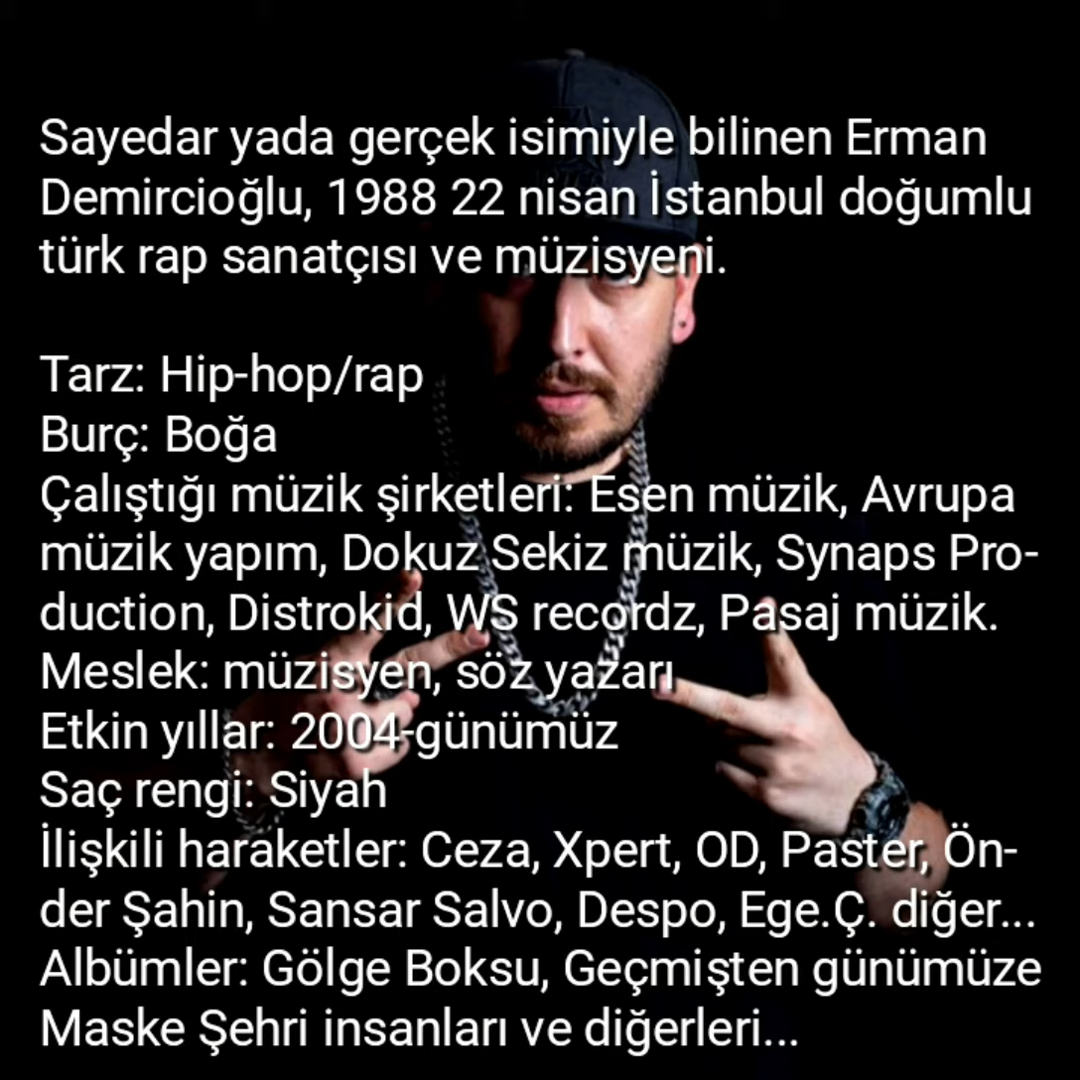 Sayedar yada gerçek isimiyle bilinen Erman
Demircioğlu, 1988 22 nisan İstanbul doğumlu
türk rap sanatçısı ve müzisyeni.
Tarz: Hip-hop/rap
Burç: Boğa
Çalıştığı müzik şirketleri: Esen müzik, Avrupa
müzik yapım, Dokuz Sekiz müzik, Synaps Pro-
duction, Distrokid, WS recordz, Pasaj müzik.
Meslek: müzisyen, söz yazarı
Etkin yıllar: 2004-günümüz
Saç rengi: Siyah
İlişkili haraketler: Ceza, Xpert, OD, Paster, Ön-
der Şahin, Sansar Salvo, Despo, Ege.Ç. diğer...
Albümler: Gölge Boksu, Geçmişten günümüze
Maske Şehri insanları ve diğerleri...